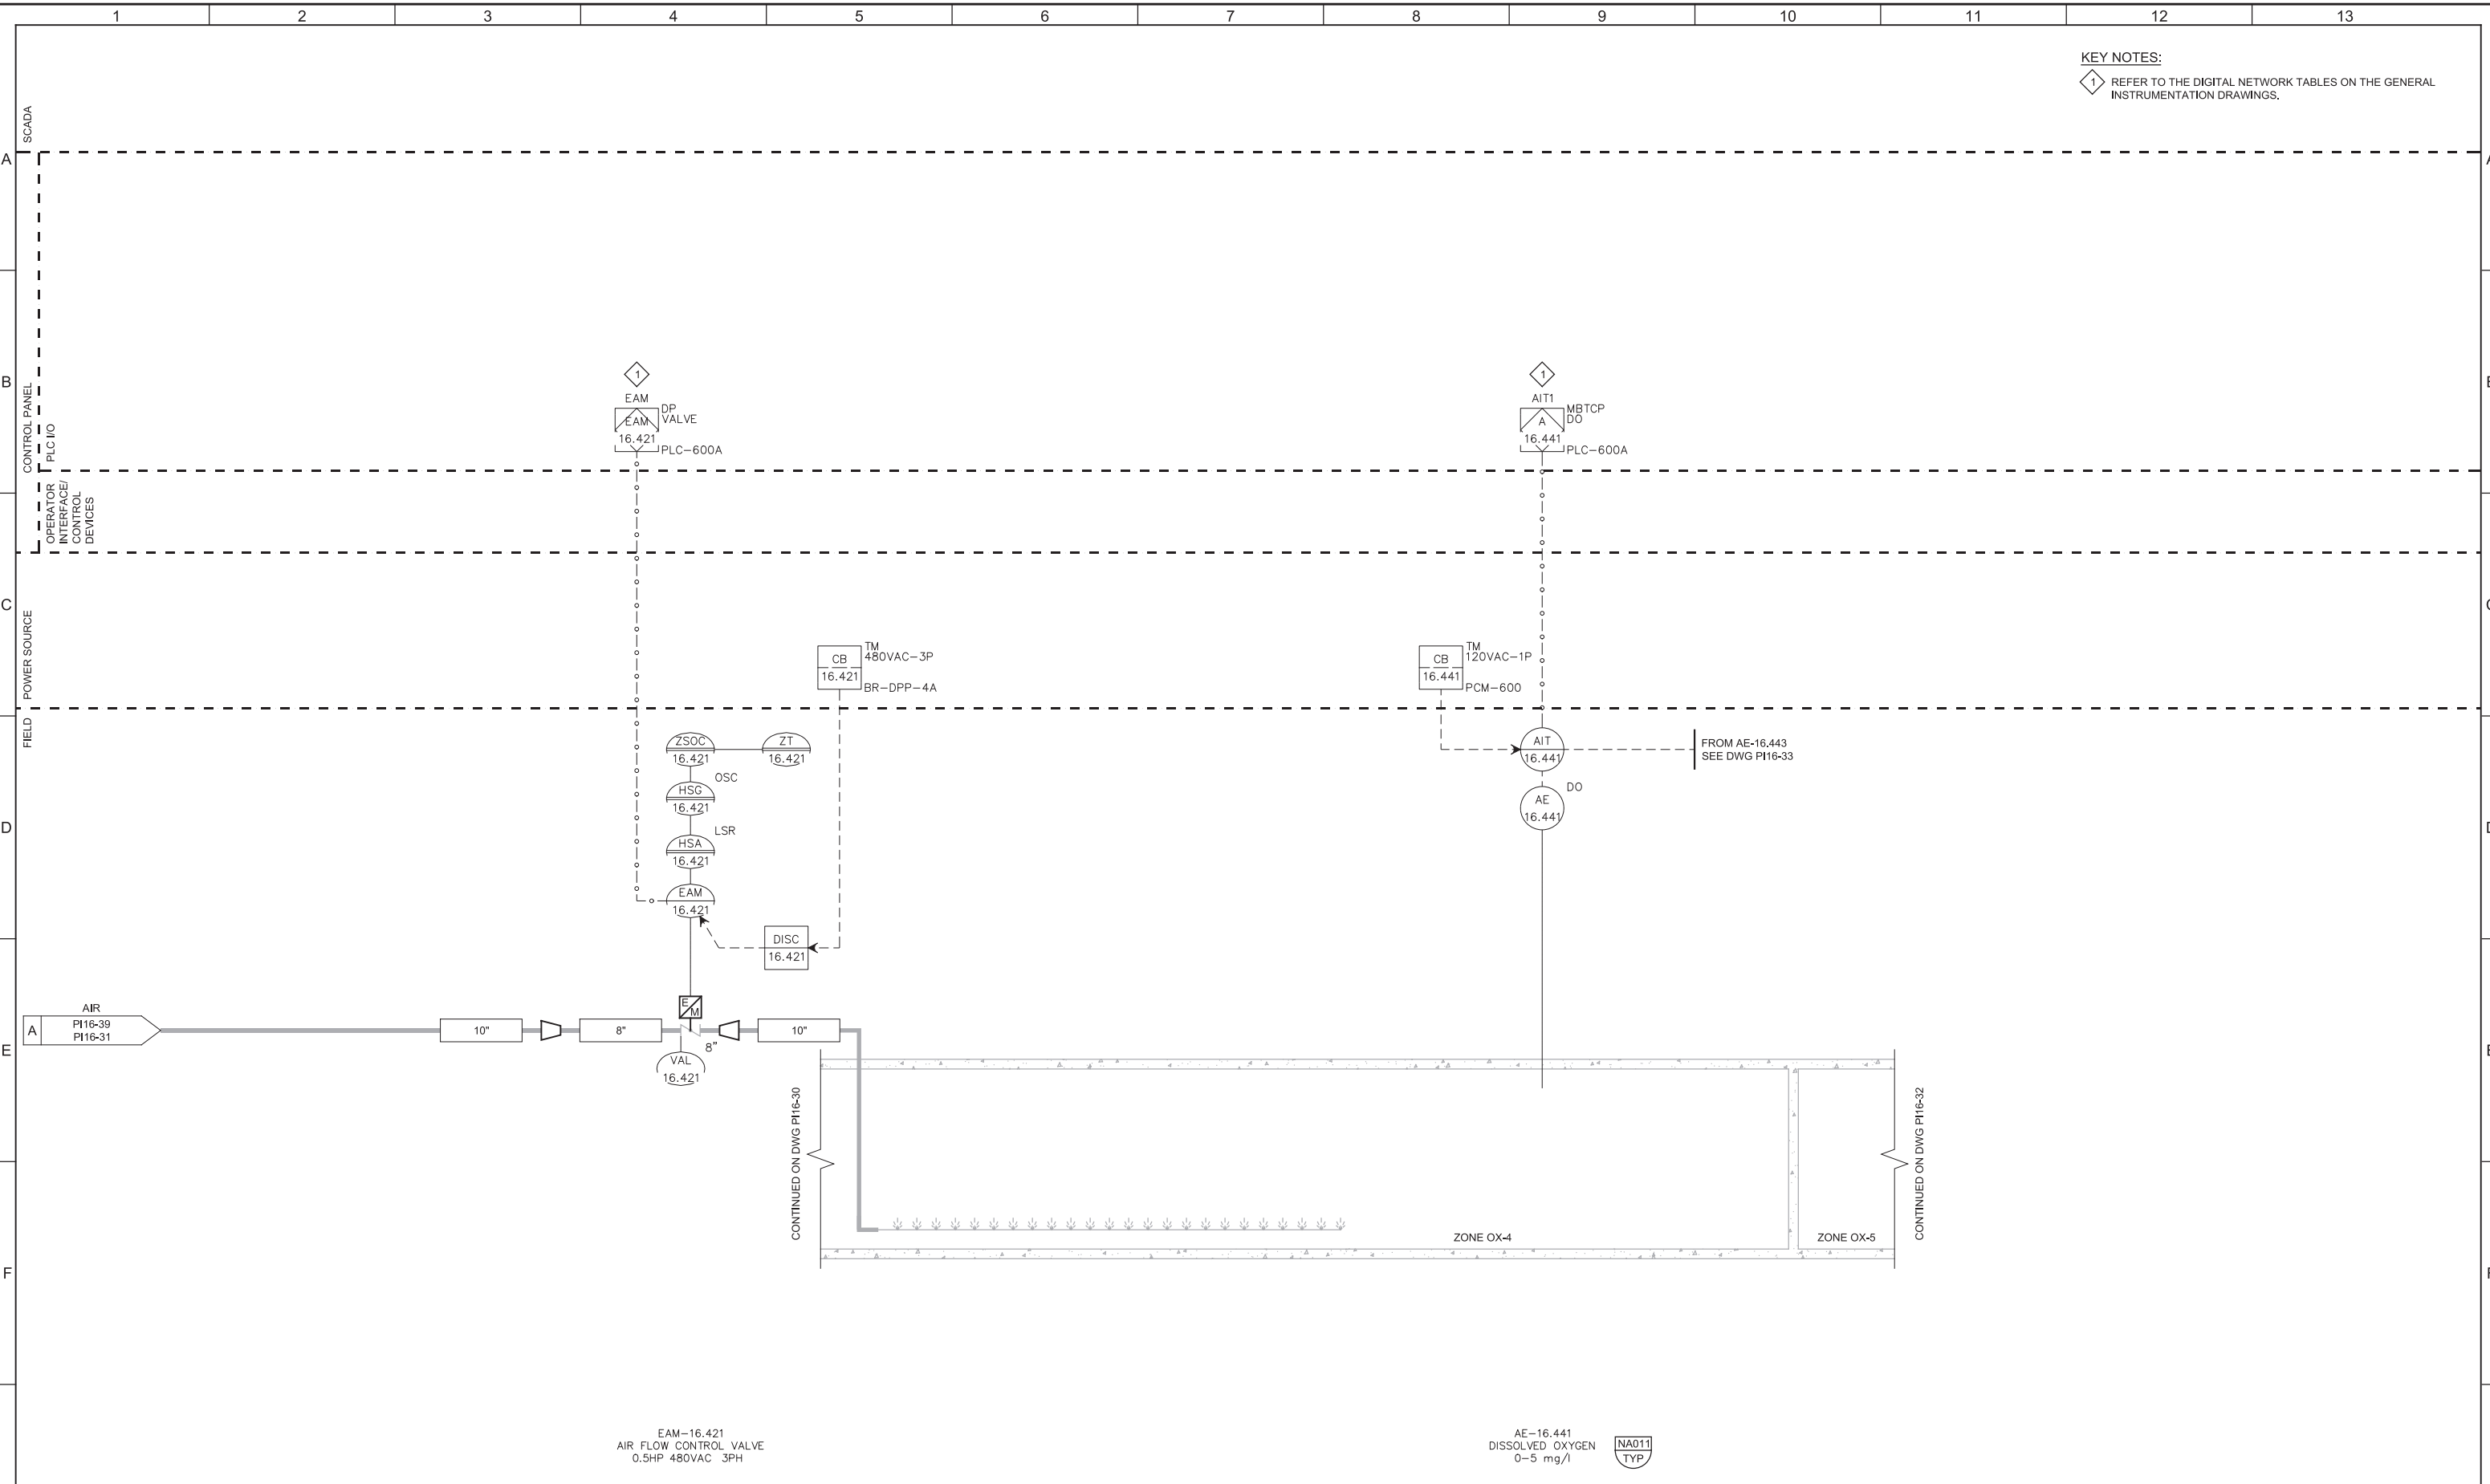 1 2 3 4 5 6 7 8 9 10 11 12 13
KEY NOTES:
1 REFER TO THE DIGITAL NETWORK TABLES ON THE GENERAL
INSTRUMENTATION DRAWINGS.
SCADA
A
B
CONTROL PANEL
PLC I/O
OPERATOR
INTERFACE/
CONTROL
DEVICES
1
EAM
DP
VALVE
EAM
16.421
PLC-600A
1
AIT1
MBTCP
DO
A
16.441
PLC-600A
C
POWER SOURCE
CB
16.421
TM
480VAC-3P
BR-DPP-4A
CB
16.441
TM
120VAC-1P
PCM-600
FIELD
D
ZSOC
16.421
ZT
16.421
OSC
HSG
16.421
LSR
HSA
16.421
EAM
16.421
DISC
16.421
AIT
16.441
FROM AE-16.443
SEE DWG PI16-33
DO
AE
16.441
E
AIR
A
PI16-39
PI16-31
10"
8"
E
M
8"
10"
VAL
16.421
CONTINUED ON DWG PI16-30
ZONE OX-4
ZONE OX-5
CONTINUED ON DWG PI16-32
F
EAM-16.421
AIR FLOW CONTROL VALVE
0.5HP 480VAC 3PH
AE-16.441
DISSOLVED OXYGEN
0-5 mg/l
NA011
TYP